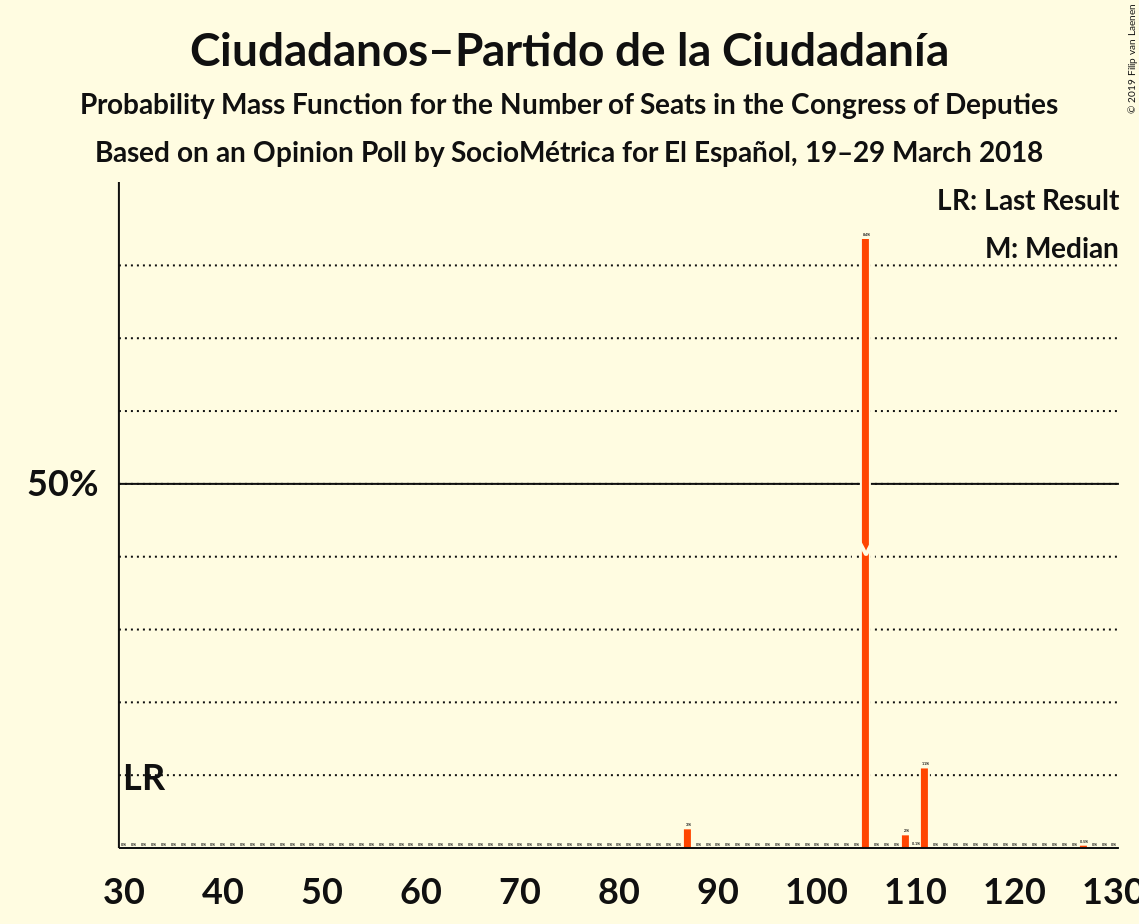 Ciudadanos–Partido de la Ciudadanía
Probability Mass Function for the Number of Seats in the Congress of Deputies
Based on an Opinion Poll by SocioMétrica for El Español, 19–29 March 2018
© 2019 Filip van Laenen
LR: Last Result
M: Median
50%
M
LR
30 40 50 60 70 80 90 100 110 120 130